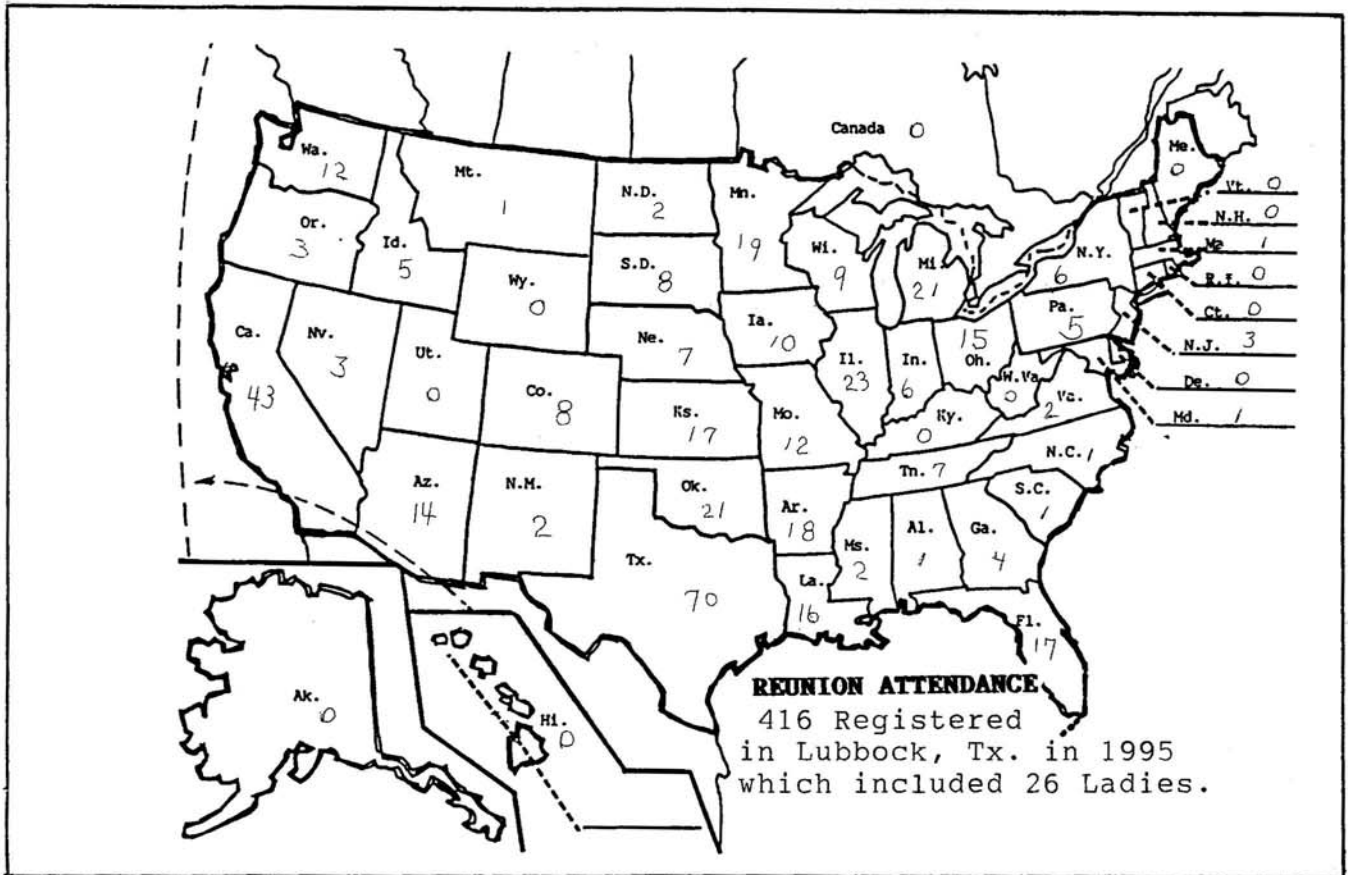 Canada 0
Wa.
12
Or.
3
Ca.
43
Nv.
3
Id.
5
Mt.
1
Wy.
0
Ut.
0
Co.
8
Az.
14
N.M.
2
N.D.
2
S.D.
8
Ne.
7
Ks.
17
Ok.
21
Tx.
70
Mn.
19
Ia.
10
Mo.
12
Ar.
18
La.
16
Wi.
9
Il.
23
Mi.
21
In.
6
15
Oh.
Ky.
0
Tn. 7
Ms.
2
Al.
1
Ga.
4
Fl.
17
S.C.
1
N.C. 1
Va.
2
W.Va
0
Pa.
5
N.Y.
6
Me.
0
Vt. 0
N.H. 0
Ma 1
R.I. 0
Ct. 0
N.J. 3
De. 0
Md. 1
Ak.
0
Hi.
0
REUNION ATTENDANCE
416 Registered
in Lubbock, Tx. in 1995
which included 26 Ladies.